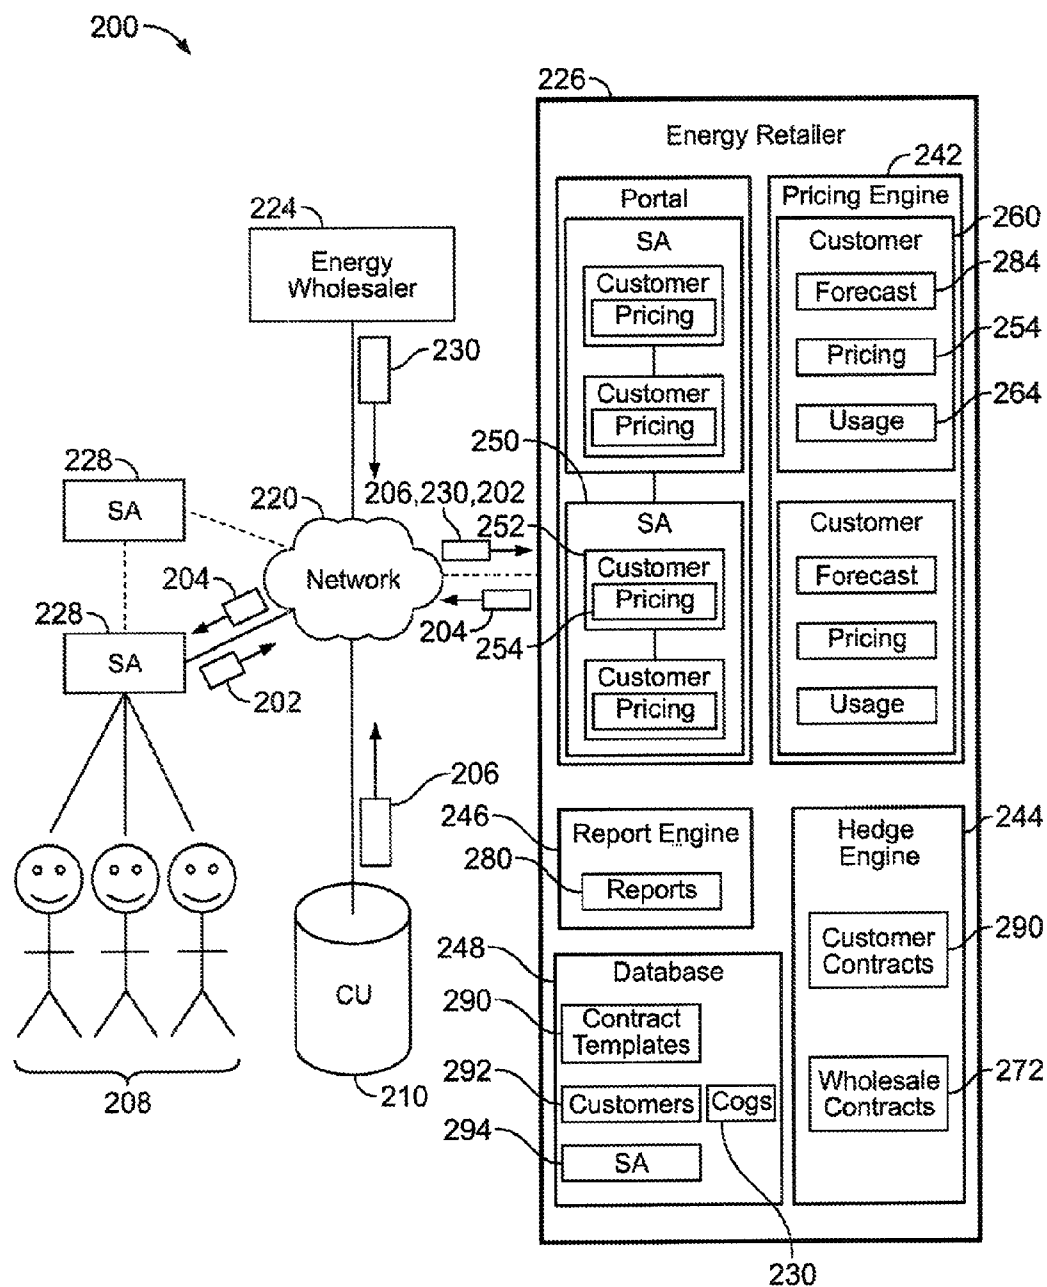 200
226
Energy Retailer
242
Portal
Pricing Engine
224
Energy
Wholesaler
SA
Customer
Pricing
Customer
Pricing
Customer
260
Forecast
284
Pricing
254
Usage
264
230
228
SA
220
206,230,202
250
252
Network
204
204
254
SA
Customer
Pricing
Customer
Pricing
Customer
Forecast
Pricing
Usage
228
SA
202
206
246
Report Engine
280
Reports
Hedge
Engine
244
Customer
Contracts
290
Wholesale
Contracts
272
CU
210
208
248
Database
290
Contract
Templates
292
Customers
Cogs
294
SA
230